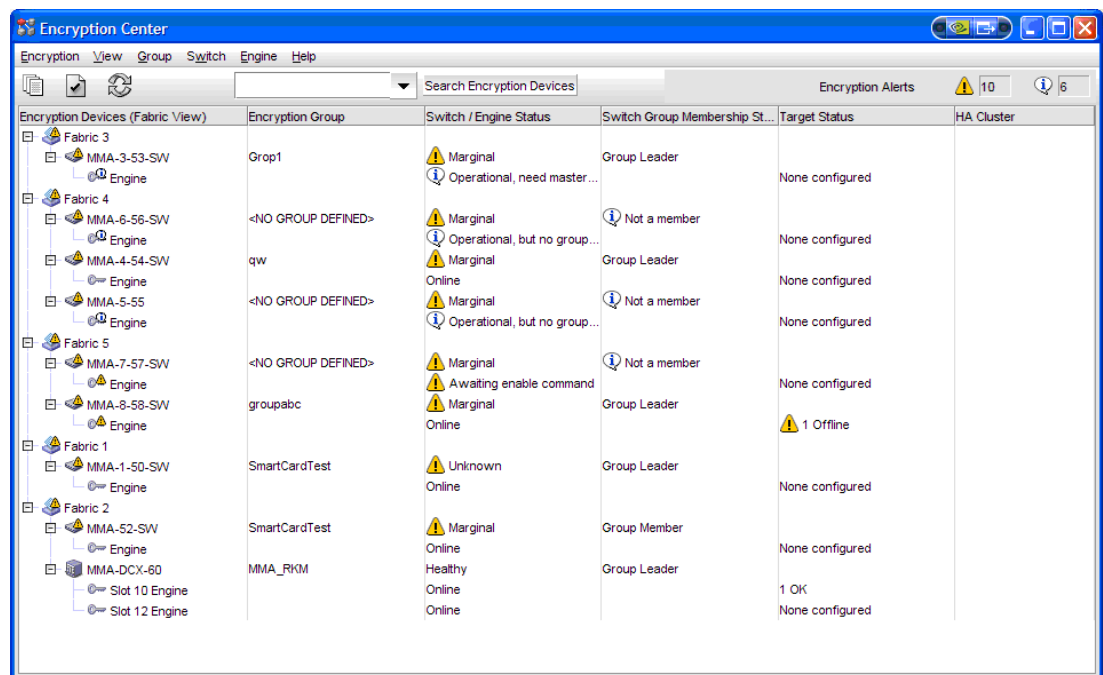 Encryption Center
Encryption View Group Switch Engine Help
Search Encryption Devices Encryption Alerts 10 6
Encryption Devices (Fabric View) Encryption Group Switch / Engine Status Switch Group Membership St... Target Status HA Cluster
Fabric 3
MMA-3-53-SW Grop1 Marginal Group Leader
Engine Operational, need master... None configured
Fabric 4
MMA-6-56-SW <NO GROUP DEFINED> Marginal Not a member
Engine Operational, but no group... None configured
MMA-4-54-SW qw Marginal Group Leader
Engine Online None configured
MMA-5-55 <NO GROUP DEFINED> Marginal Not a member
Engine Operational, but no group... None configured
Fabric 5
MMA-7-57-SW <NO GROUP DEFINED> Marginal Not a member
Engine Awaiting enable command None configured
MMA-8-58-SW groupabc Marginal Group Leader
Engine Online 1 Offline
Fabric 1
MMA-1-50-SW SmartCardTest Unknown Group Leader
Engine Online None configured
Fabric 2
MMA-52-SW SmartCardTest Marginal Group Member
Engine Online None configured
MMA-DCX-60 MMA_RKM Healthy Group Leader
Slot 10 Engine Online 1 OK
Slot 12 Engine Online None configured